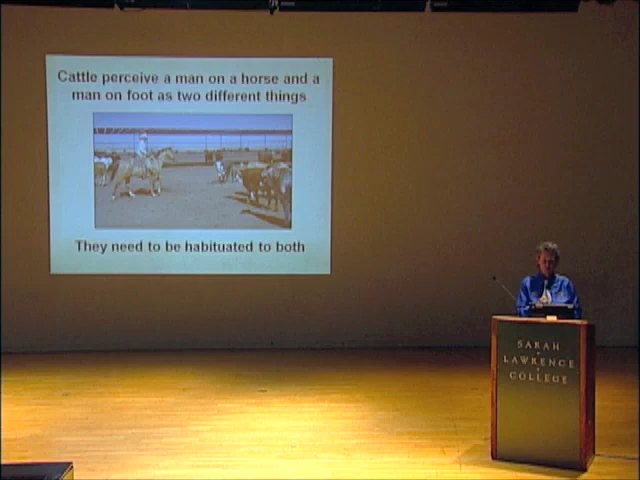 Cattle perceive a man on a horse and a
man on foot as two different things
They need to be habituated to both
SARAH
LAWRENCE
COLLEGE